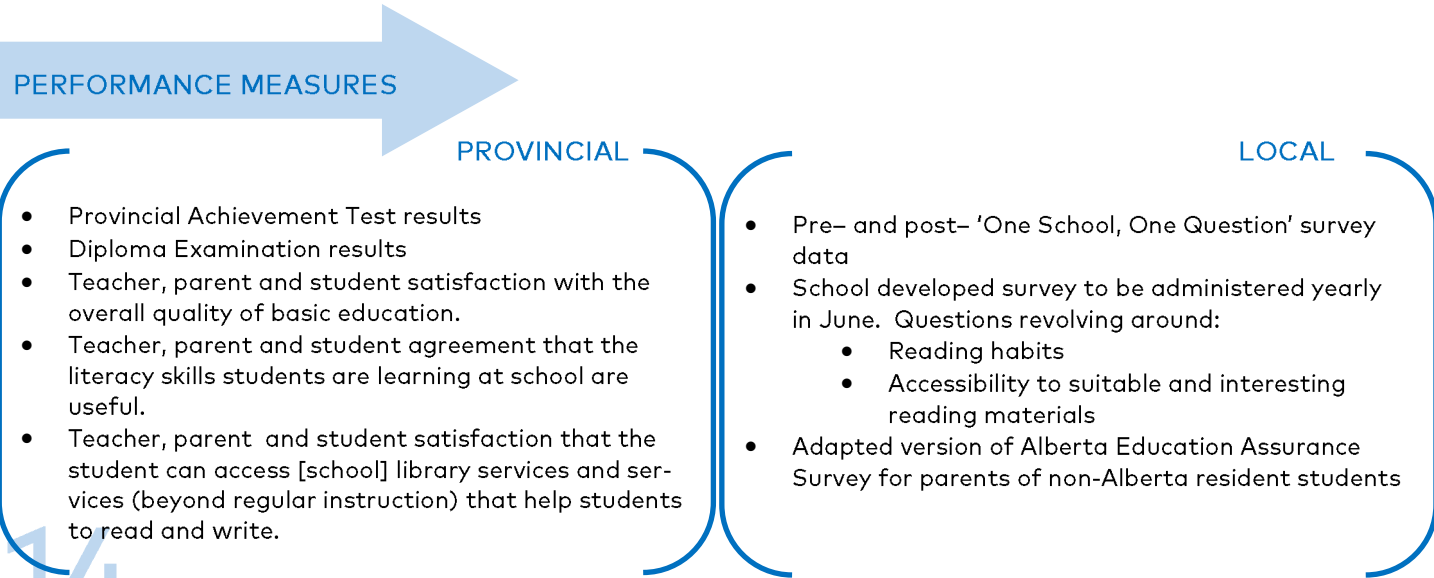 PERFORMANCE MEASURES
PROVINCIAL
• Provincial Achievement Test results
• Diploma Examination results
• Teacher, parent and student satisfaction with the
overall quality of basic education.
• Teacher, parent and student agreement that the
literacy skills students are learning at school are
useful.
• Teacher, parent  and student satisfaction that the
student can access [school] library services and ser-
vices (beyond regular instruction) that help students
to read and write.
LOCAL
• Pre– and post– ‘One School, One Question’ survey
data
• School developed survey to be administered yearly
in June.  Questions revolving around:
• Reading habits
• Accessibility to suitable and interesting
reading materials
• Adapted version of Alberta Education Assurance
Survey for parents of non-Alberta resident students
14